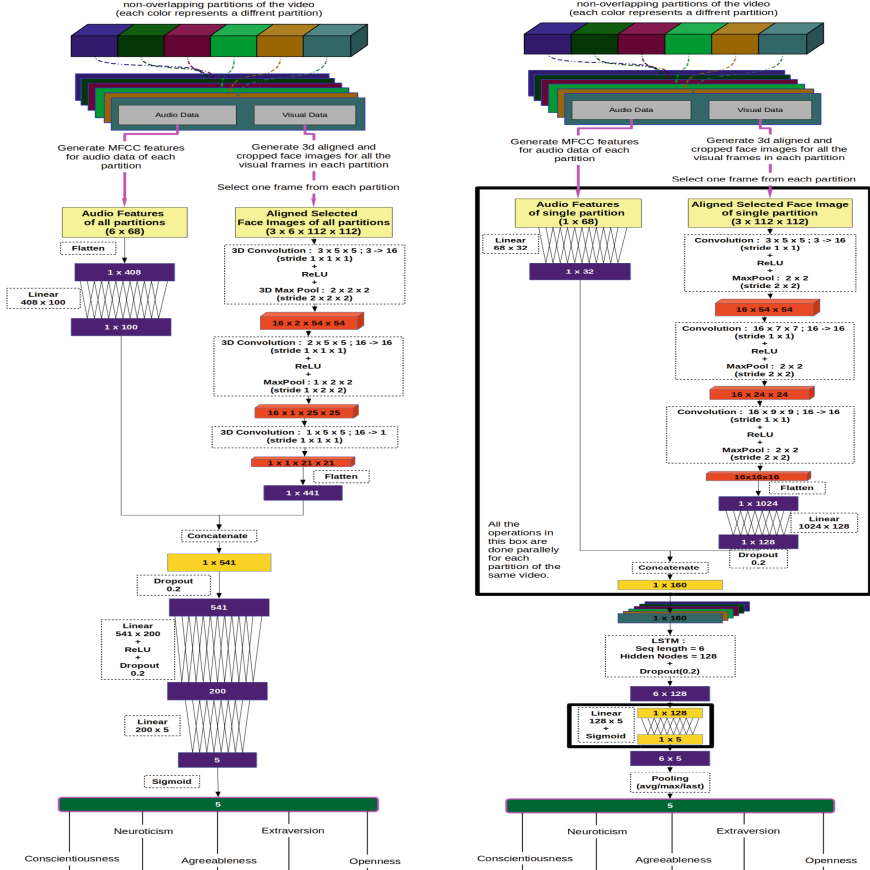 non-overlapping partitions of the video
(each color represents a diffrent partition)
Audio Data
Visual Data
Generate MFCC features
for audio data of each
partition
Generate 3d aligned and
cropped face images for all the
visual frames in each partition
Select one frame from each partition
Audio Features
of all partitions
(6 x 68)
Aligned Selected
Face Images of all partitions
(3 x 6 x 112 x 112)
Flatten
1 x 408
Linear
408 x 100
1 x 100
3D Convolution : 3 x 5 x 5 ; 3 -> 16
(stride 1 x 1 x 1)
+
ReLU
+
3D Max Pool : 2 x 2 x 2
(stride 2 x 2 x 2)
16 x 2 x 54 x 54
3D Convolution : 2 x 5 x 5 ; 16 -> 16
(stride 1 x 1 x 1)
+
ReLU
+
MaxPool : 1 x 2 x 2
(stride 1 x 2 x 2)
16 x 1 x 25 x 25
3D Convolution : 1 x 5 x 5 ; 16 -> 1
(stride 1 x 1 x 1)
1 x 1 x 21 x 21
Flatten
1 x 441
Concatenate
1 x 541
Dropout
0.2
541
Linear
541 x 200
+
ReLU
+
Dropout
0.2
200
Linear
200 x 5
5
Sigmoid
5
Neuroticism
Extraversion
Conscientiousness
Agreeableness
Openness
non-overlapping partitions of the video
(each color represents a diffrent partition)
Audio Data
Visual Data
Generate MFCC features
for audio data of each
partition
Generate 3d aligned and
cropped face images for all the
visual frames in each partition
Select one frame from each partition
Audio Features
of single partition
(1 x 68)
Aligned Selected Face Image
of single partition
(3 x 112 x 112)
Linear
68 x 32
1 x 32
Convolution : 3 x 5 x 5 ; 3 -> 16
(stride 1 x 1)
+
ReLU
+
MaxPool : 2 x 2
(stride 2 x 2)
16 x 54 x 54
Convolution : 16 x 7 x 7 ; 16 -> 16
(stride 1 x 1)
+
ReLU
+
MaxPool : 2 x 2
(stride 2 x 2)
16 x 24 x 24
Convolution : 16 x 9 x 9 ; 16 -> 16
(stride 1 x 1)
+
ReLU
+
MaxPool : 2 x 2
(stride 2 x 2)
16x16x16
Flatten
1 x 1024
Linear
1024 x 128
1 x 128
Dropout
0.2
All the
operations in
this box are
done parallely
for each
partition of the
same video.
Concatenate
1 x 160
1 x 160
LSTM :
Seq length = 6
Hidden Nodes = 128
+
Dropout(0.2)
6 x 128
Linear
128 x 5
+
Sigmoid
1 x 128
1 x 5
6 x 5
Pooling
(avg/max/last)
5
Neuroticism
Extraversion
Conscientiousness
Agreeableness
Openness